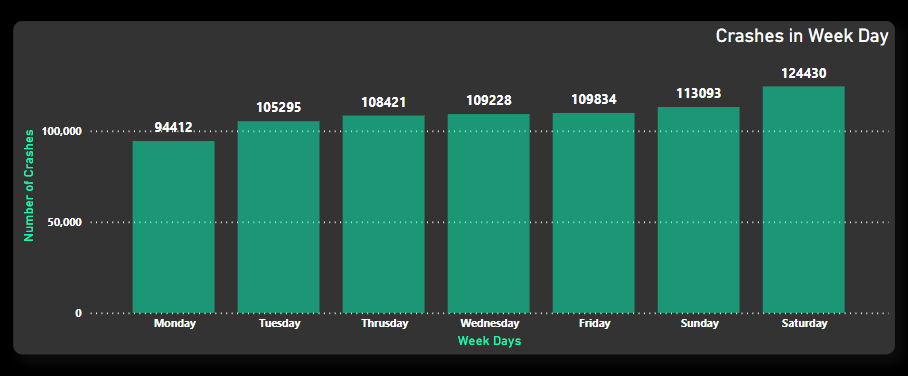 Crashes in Week Day
Number of Crashes
100,000
50,000
0
94412
105295
108421
109228
109834
113093
124430
Monday
Tuesday
Thrusday
Wednesday
Friday
Sunday
Saturday
Week Days